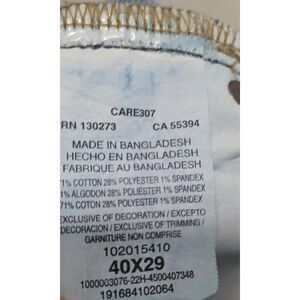 CARE307
RN 130273 CA 55394
MADE IN BANGLADESH
HECHO EN BANGLADESH
FABRIQUE AU BANGLADESH
71% COTTON 28% POLYESTER 1% SPANDEX
71% ALGODON 28% POLIESTER 1% SPANDEX
71% COTON 28% POLYESTER 1% SPANDEX
EXCLUSIVE OF DECORATION / EXCEPTO
DECORACION / EXCLUSIVE OF TRIMMING /
GARNITURE NON COMPRISE
102015410
40X29
1000003076-22H-4500407348
191684102064